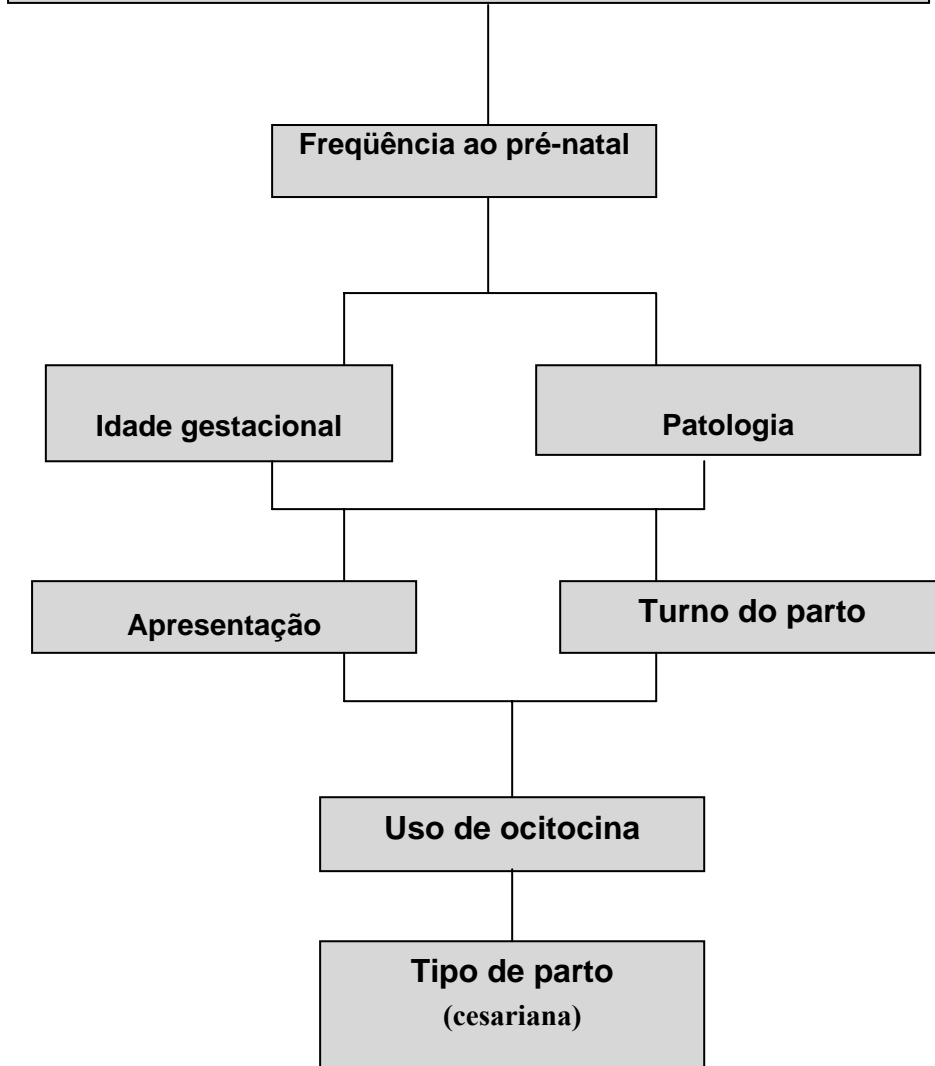 Freqüência ao pré-natal
Idade gestacional
Patologia
Apresentação
Turno do parto
Uso de ocitocina
Tipo de parto
(cesariana)